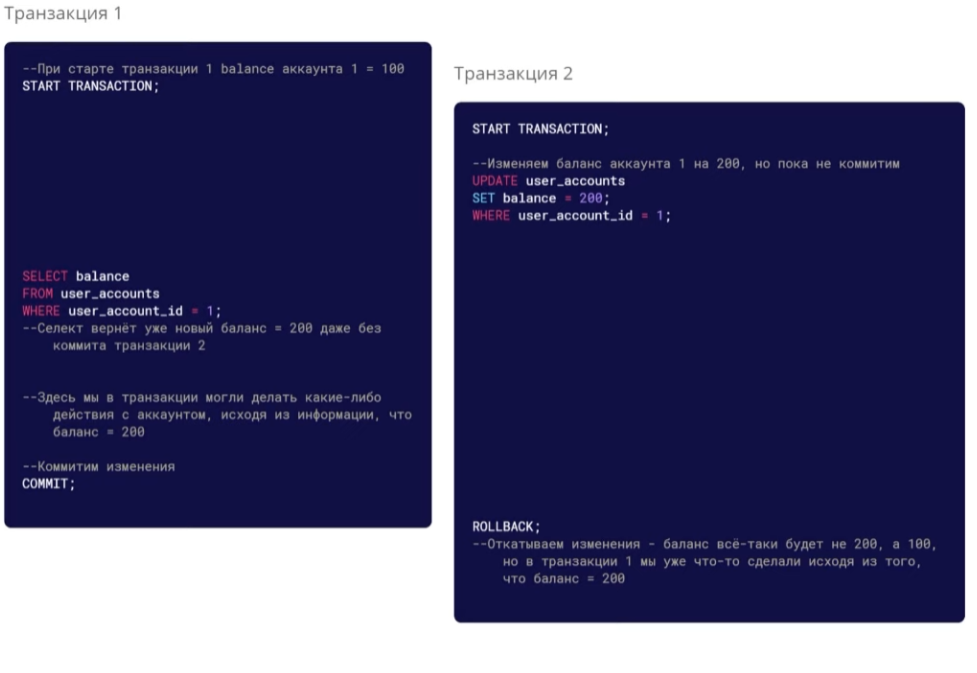 Транзакция 1
--При старте транзакции 1 balance аккаунта 1 = 100
START TRANSACTION;
SELECT balance
FROM user_accounts
WHERE user_account_id = 1;
--Селект вернёт уже новый баланс = 200 даже без
коммита транзакции 2
--Здесь мы в транзакции могли делать какие-либо
действия с аккаунтом, исходя из информации, что
баланс = 200
--Коммитим изменения
COMMIT;
Транзакция 2
START TRANSACTION;
--Изменяем баланс аккаунта 1 на 200, но пока не коммитим
UPDATE user_accounts
SET balance = 200;
WHERE user_account_id = 1;
ROLLBACK;
--Откатываем изменения - баланс всё-таки будет не 200, а 100,
но в транзакции 1 мы уже что-то сделали исходя из того,
что баланс = 200